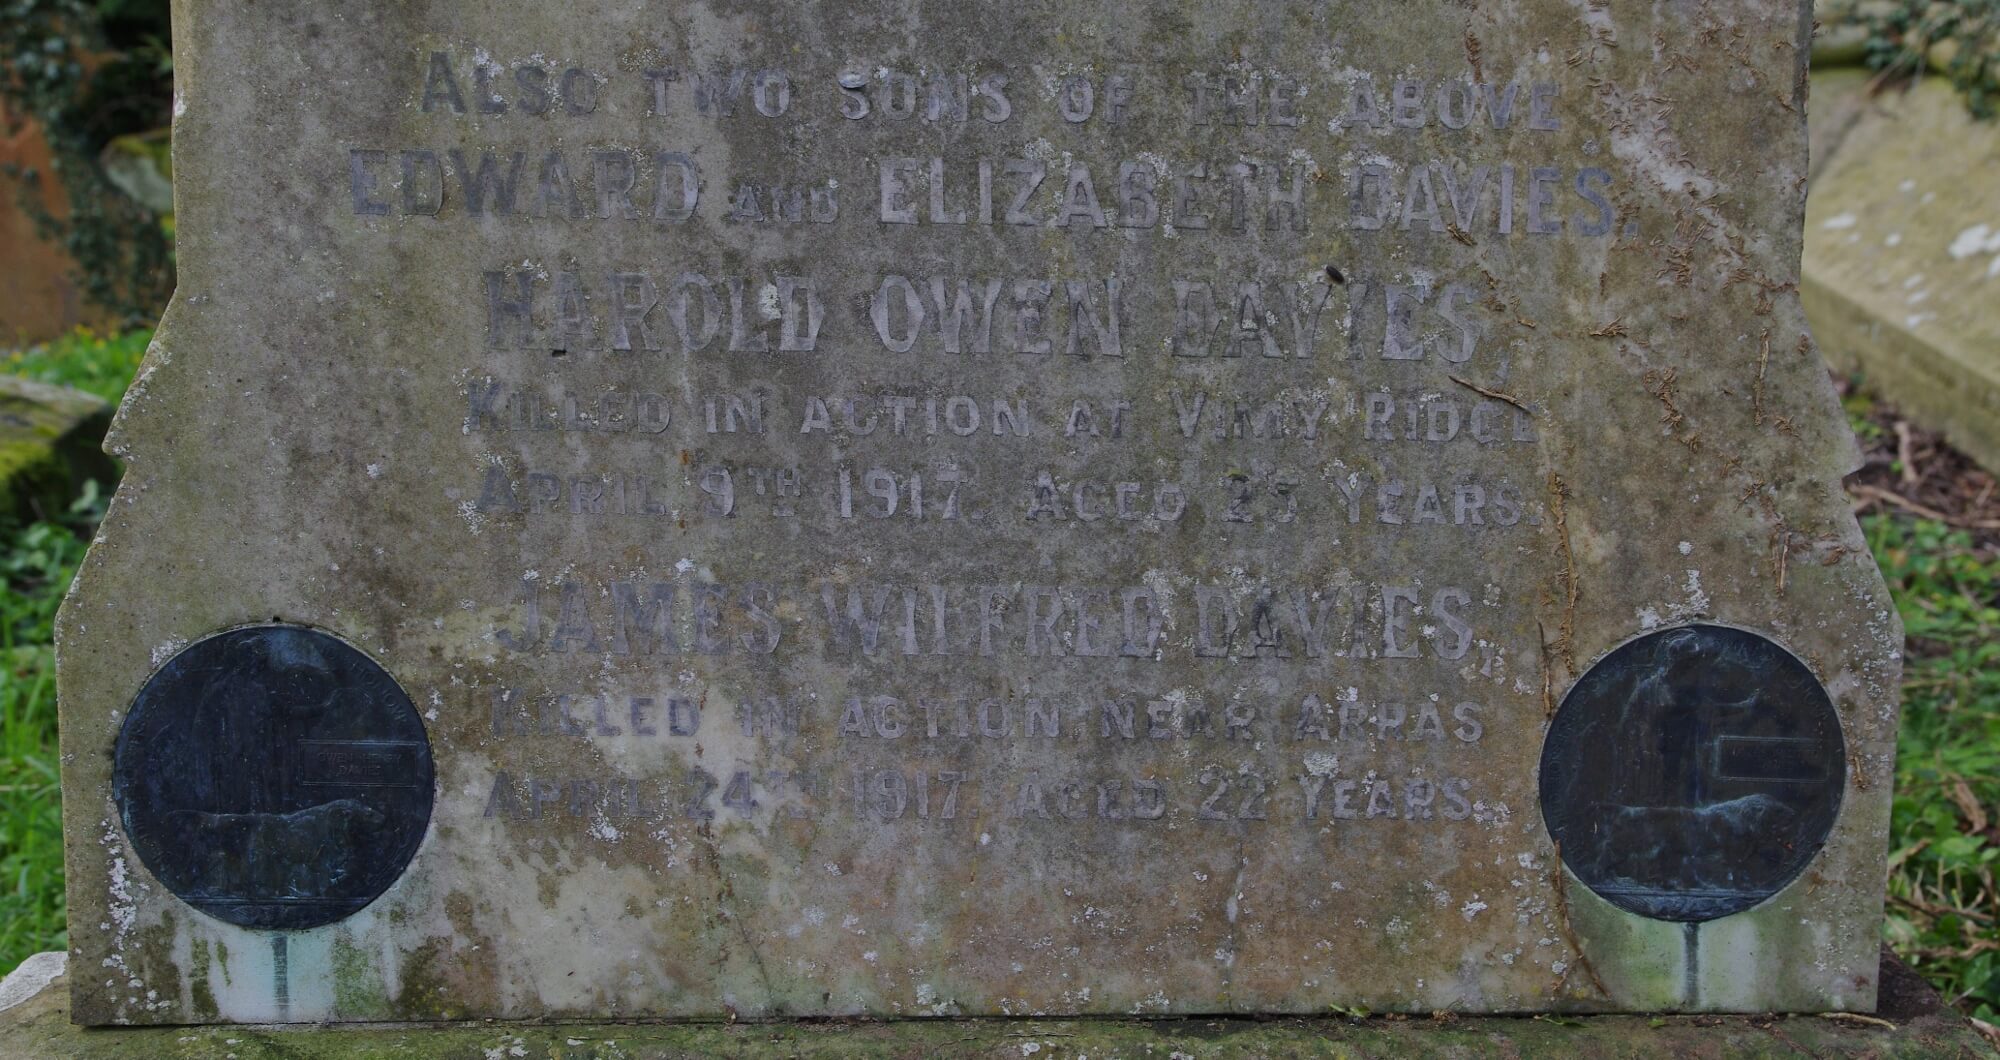 ALSO TWO SONS OF THE ABOVE
EDWARD AND ELIZABETH DAVIES.
HAROLD OWEN DAVIES,
KILLED IN ACTION AT VIMY RIDGE
APRIL 9TH 1917. AGED 25 YEARS.
JAMES WILFRED DAVIES,
KILLED IN ACTION NEAR ARRAS
APRIL 24TH 1917. AGED 22 YEARS.
DAVIES